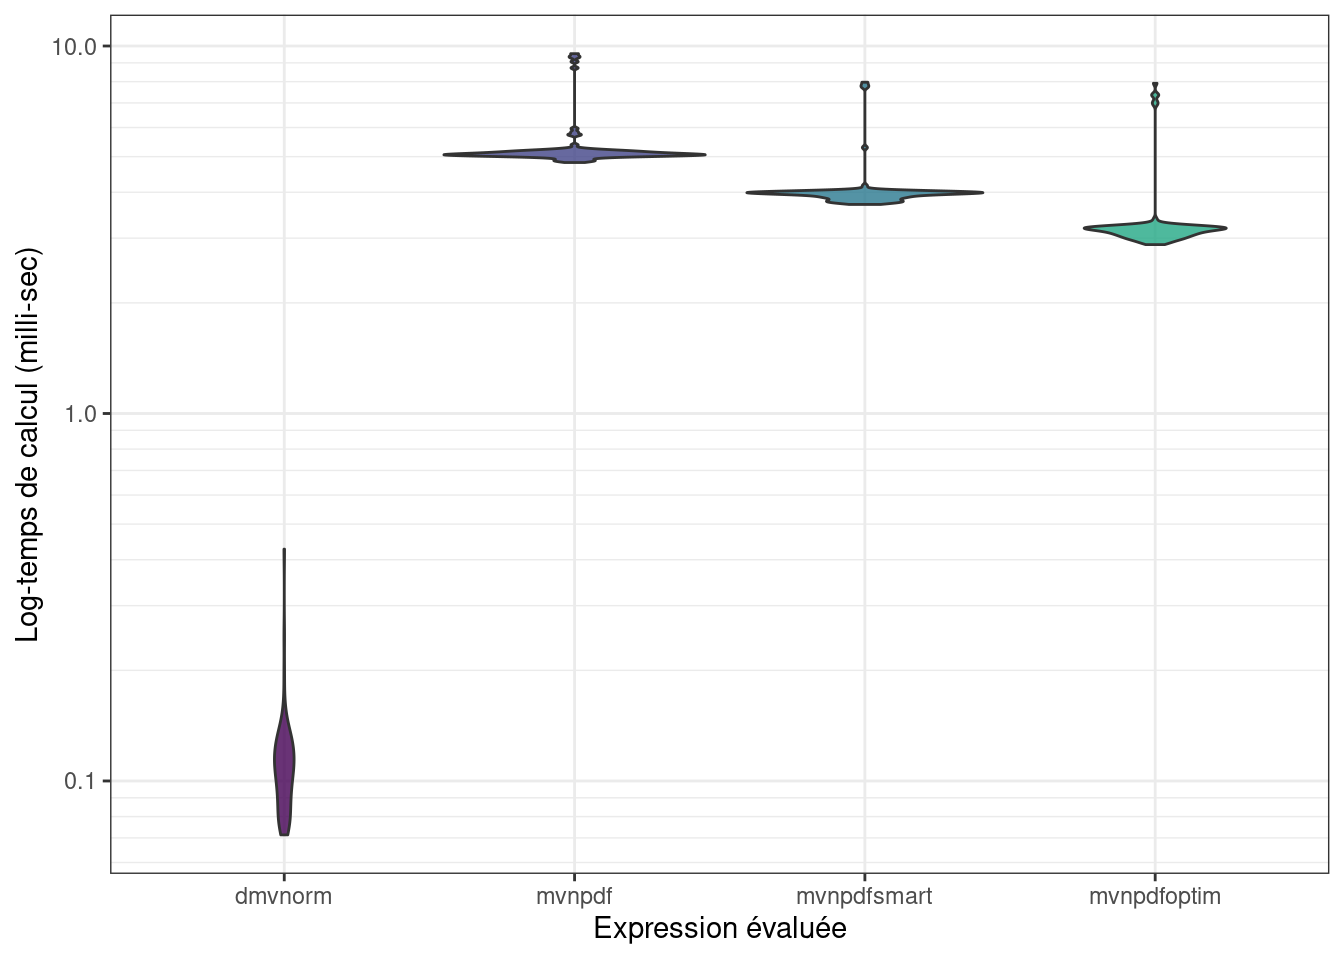 10.0
1.0
0.1
Log-temps de calcul (milli-sec)
dmvnorm
mvnpdf
mvnpdfsmart
mvnpdfoptim
Expression évaluée